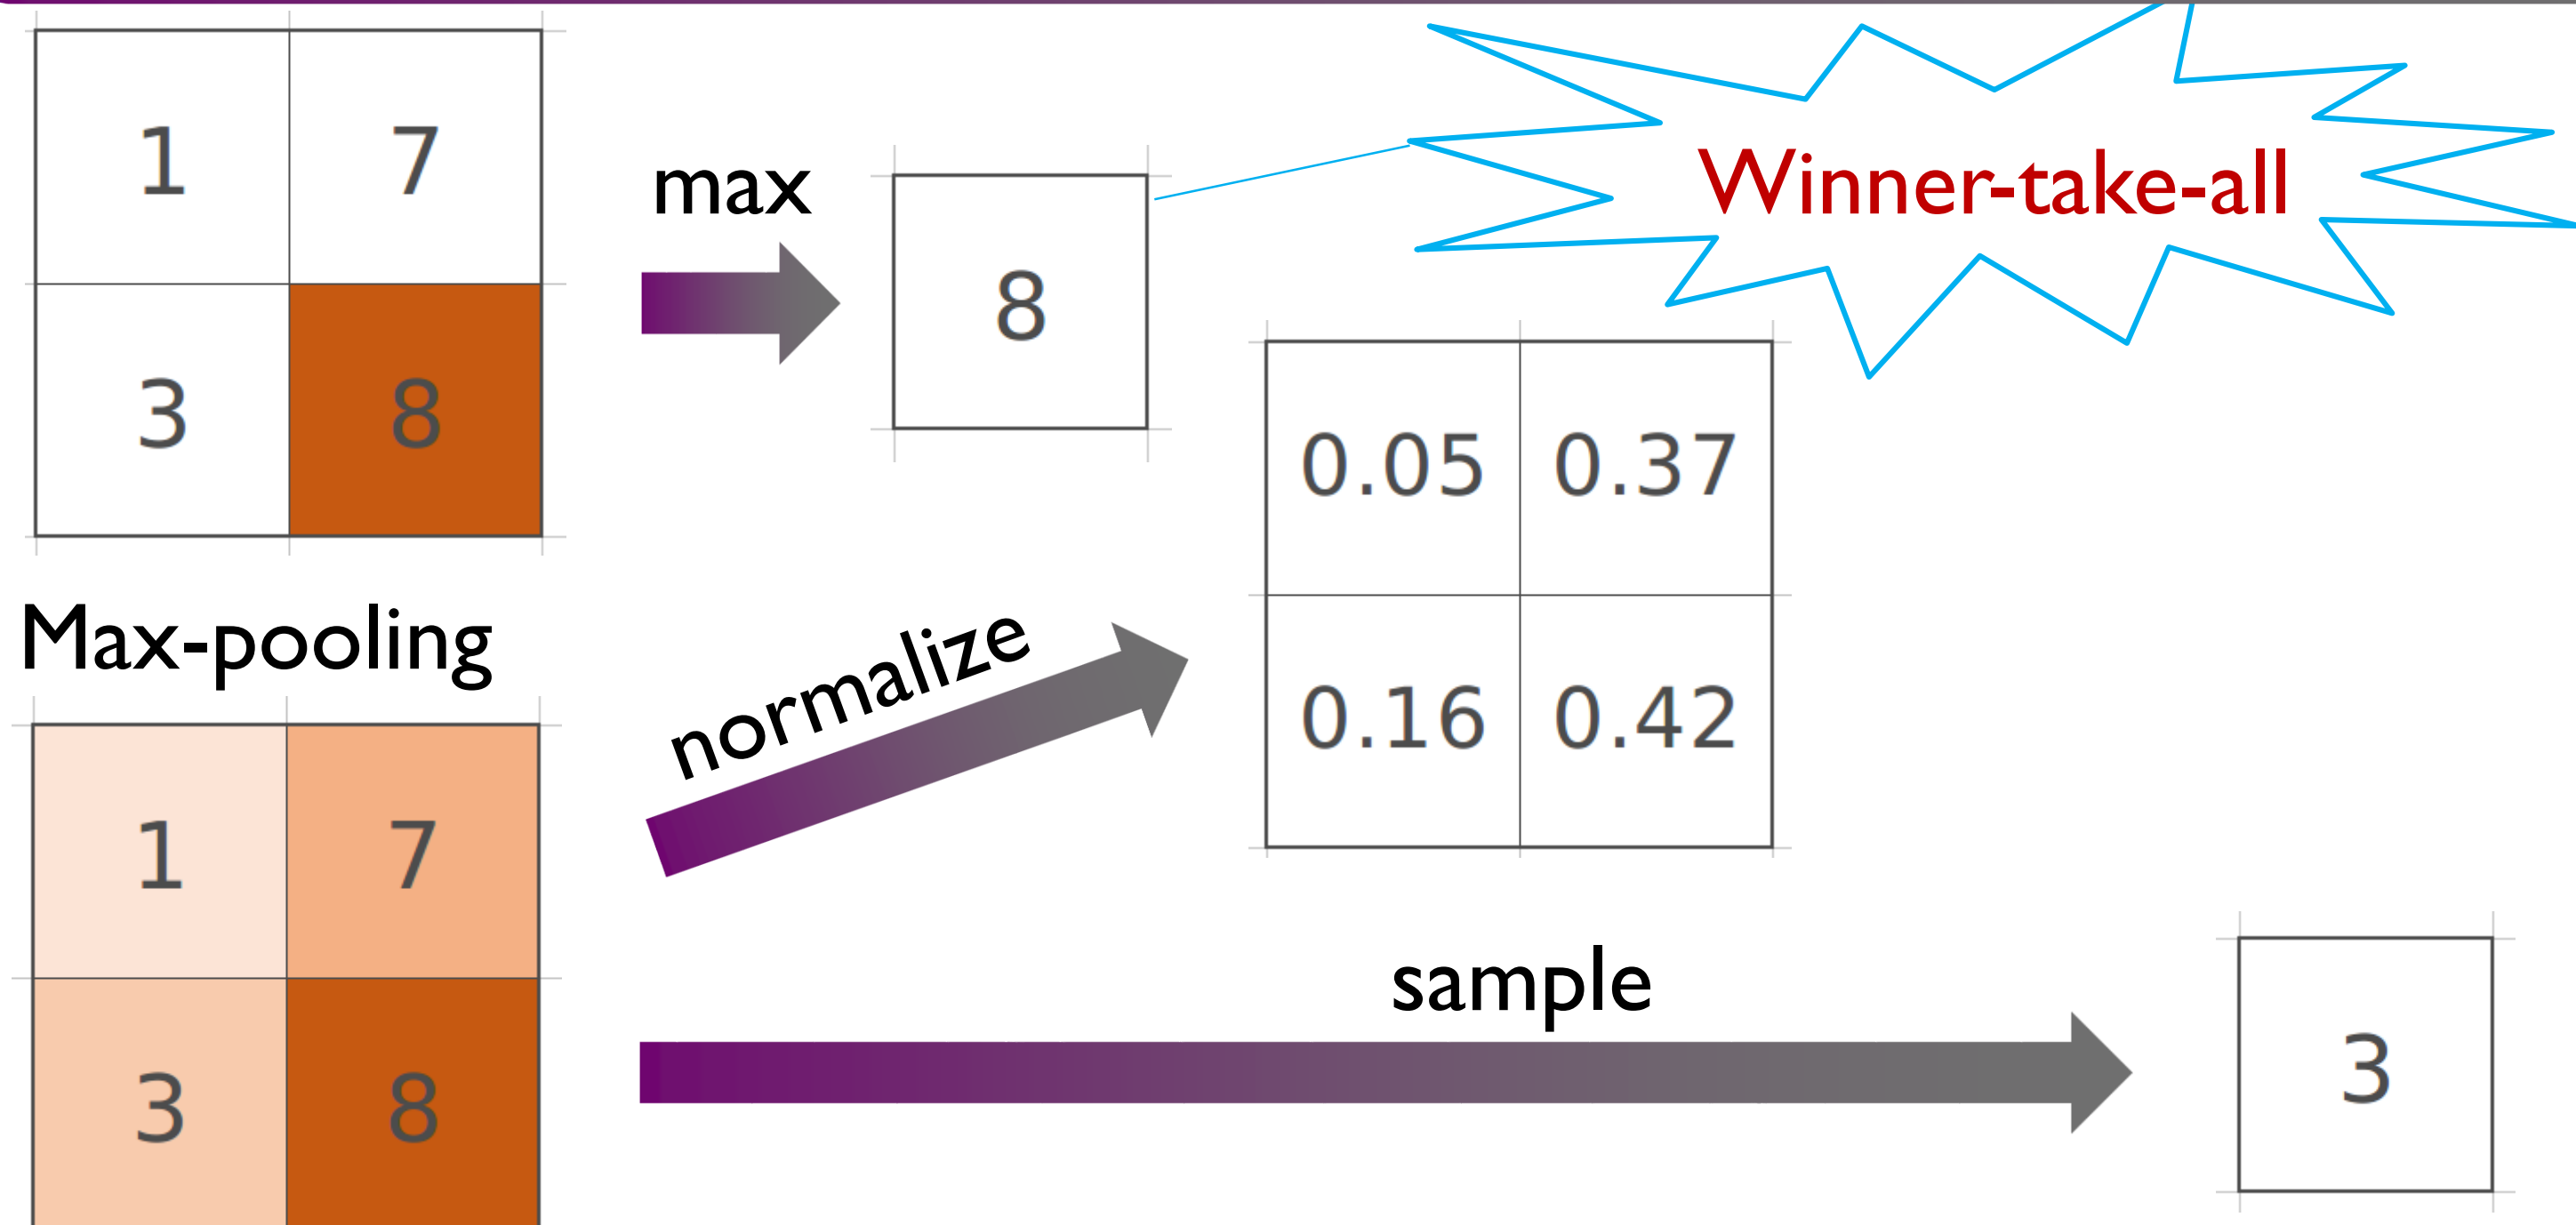 1 7
3 8
max
8
Winner-take-all
Max-pooling
normalize
0.05 0.37
0.16 0.42
1 7
3 8
sample
3